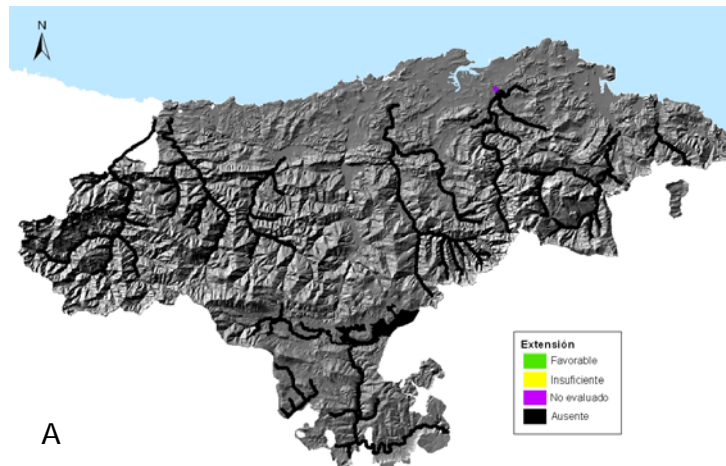 N
Extensión
Favorable
Insuficiente
No evaluado
Ausente
A